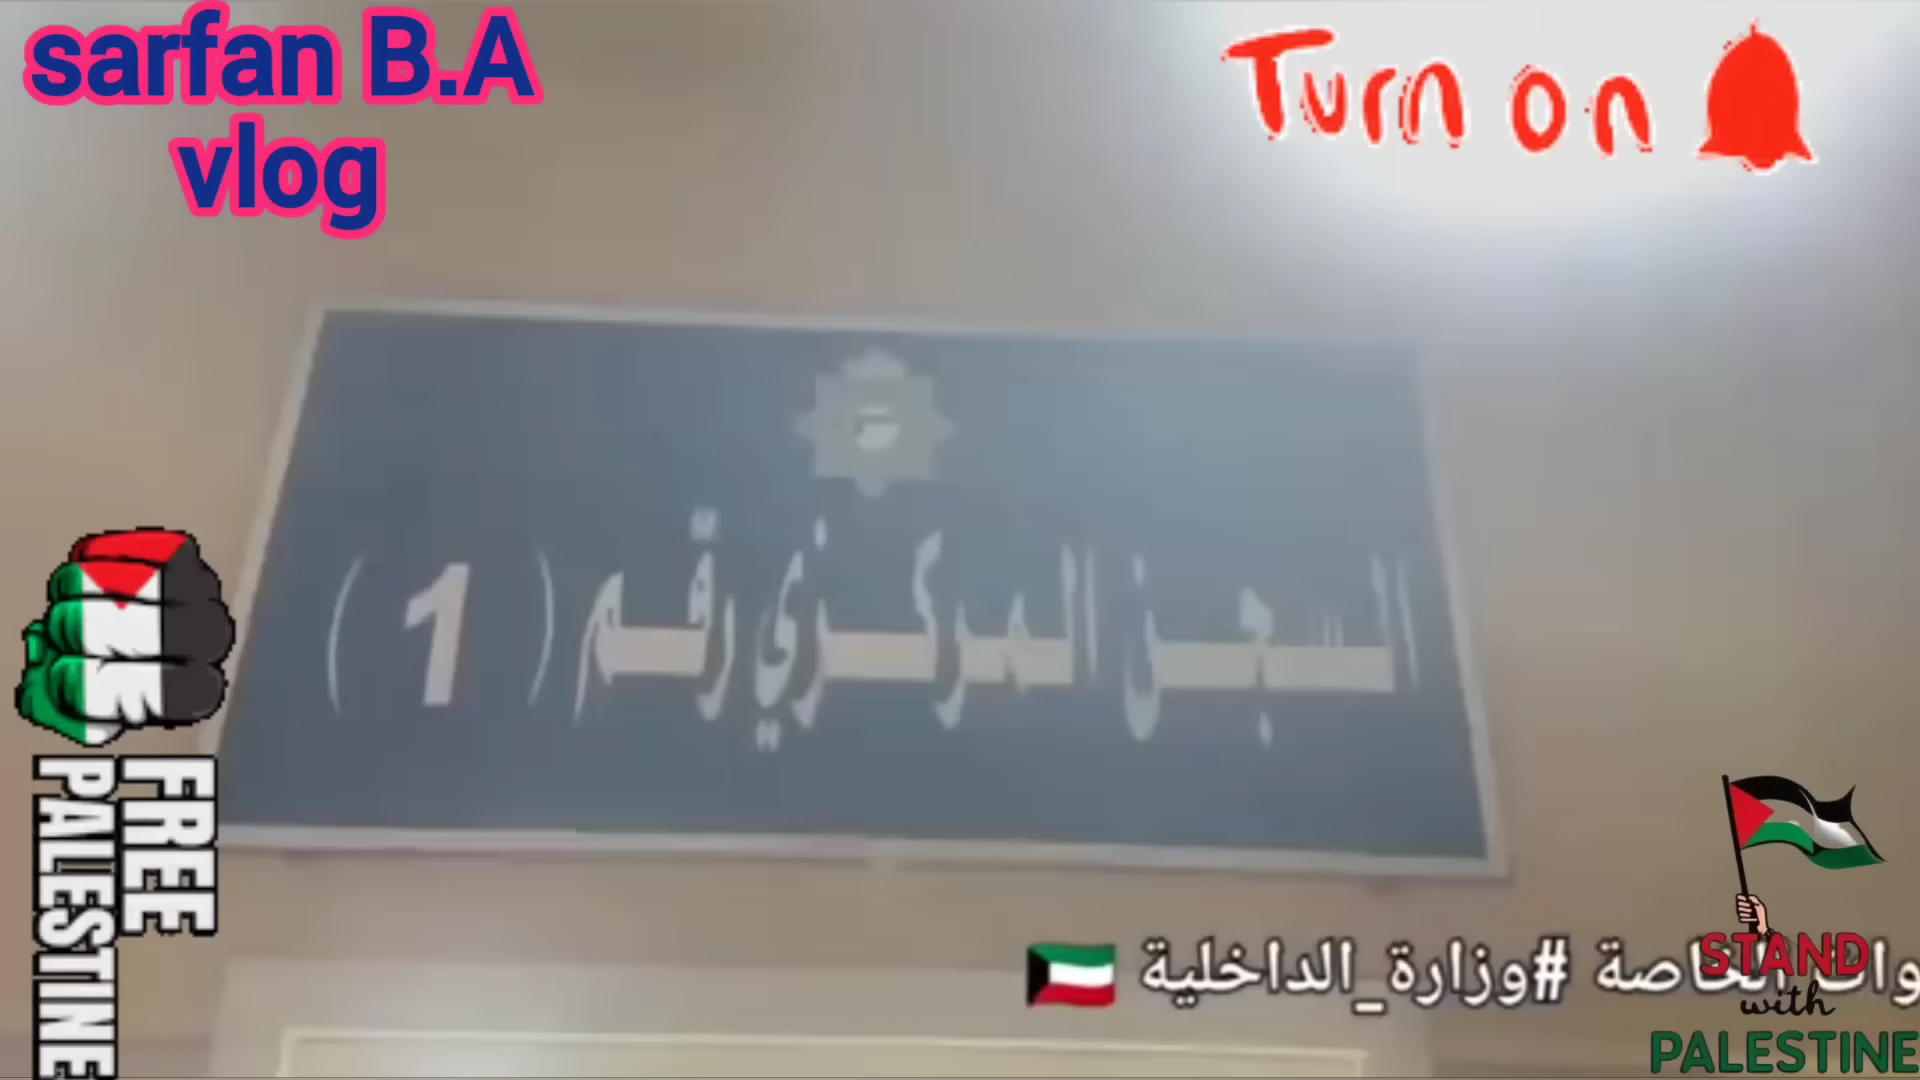 sarfan B.A
vlog
Turn on
السجن المركزي رقم ( 1 )
FREE
PALESTINE
الخاصة #وزارة_الداخلية
STAND
with
PALESTINE